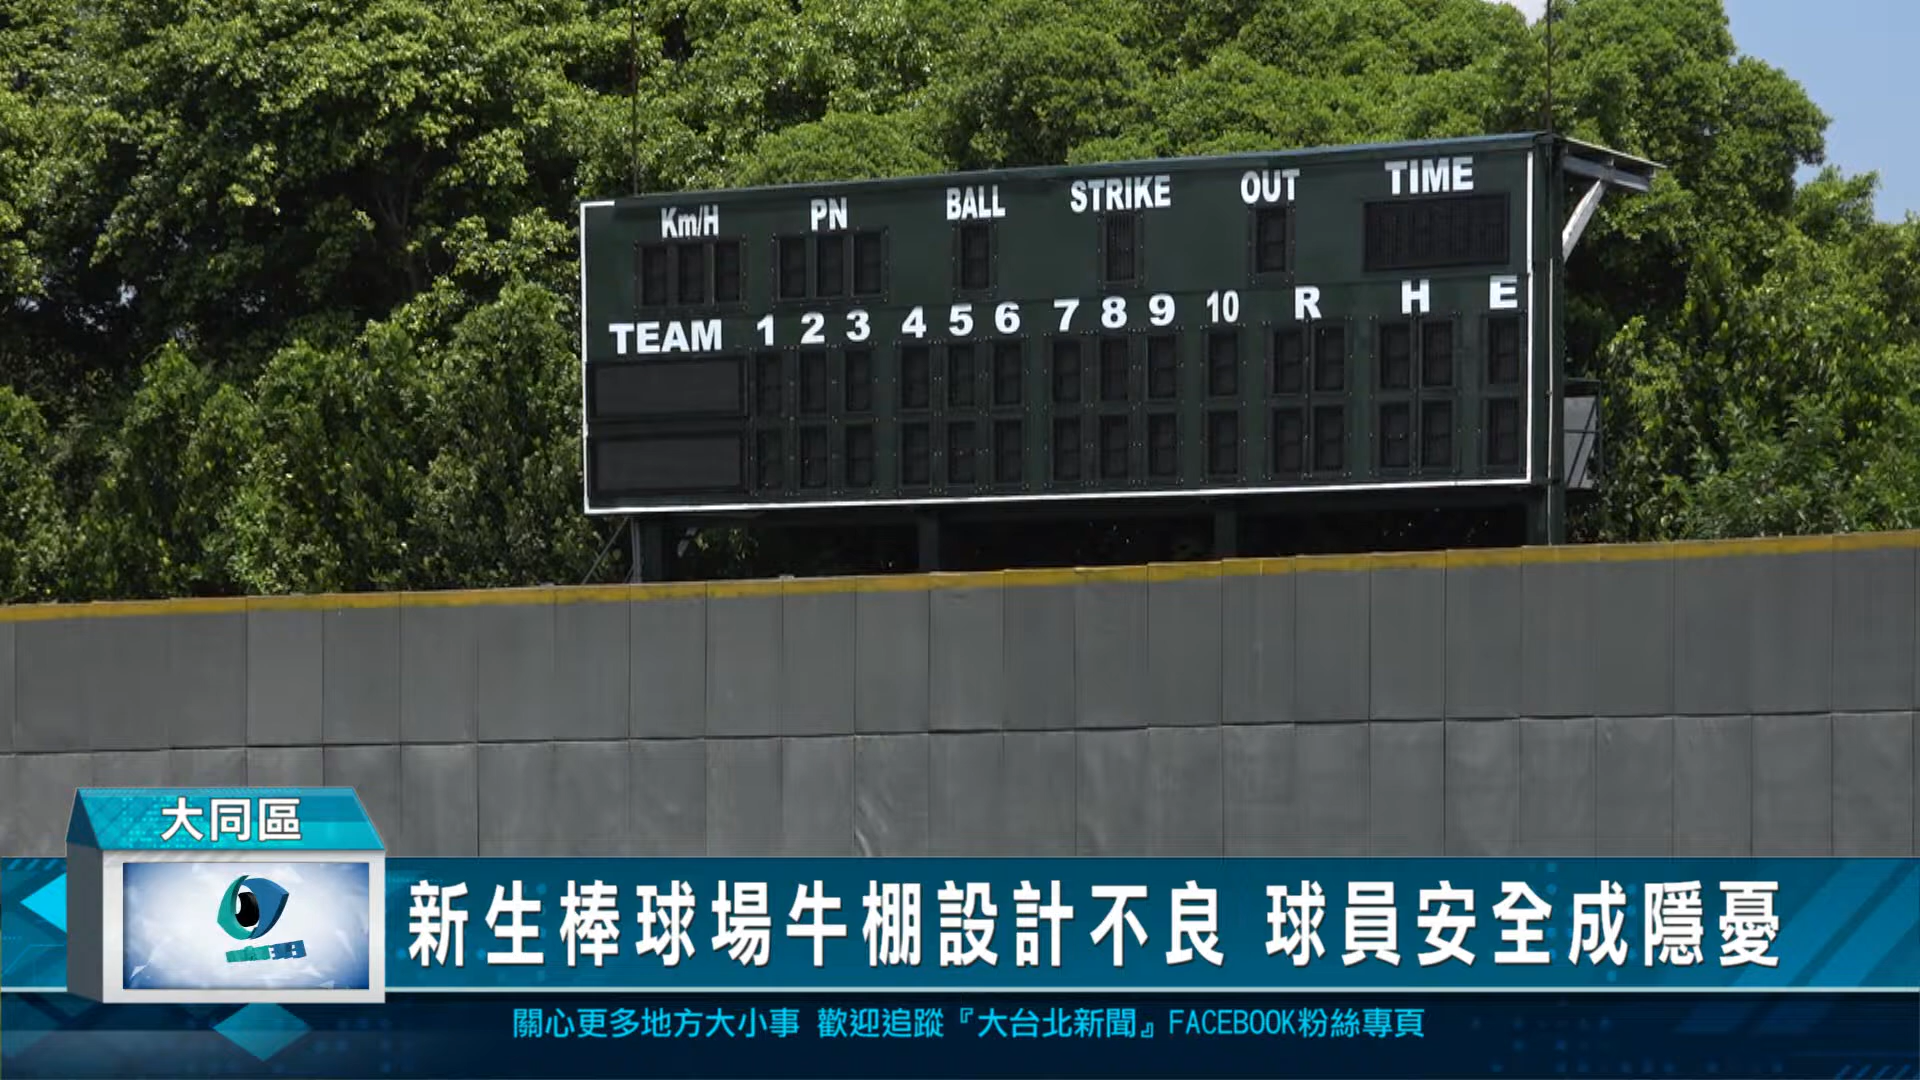 Km/H PN BALL STRIKE OUT TIME
TEAM 1 2 3 4 5 6 7 8 9 10 R H E
大同區
新生棒球場牛棚設計不良 球員安全成隱憂
關心更多地方大小事 歡迎追蹤『大台北新聞』FACEBOOK粉絲專頁